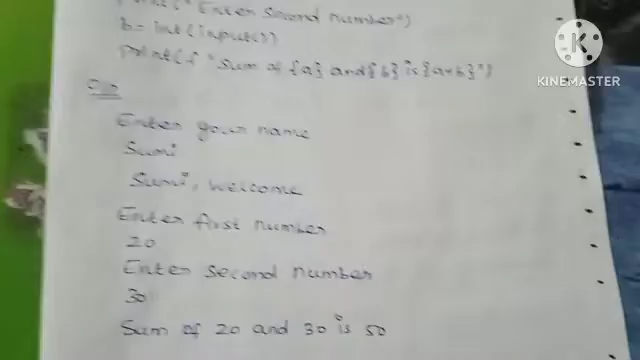 print("Enter second number")
b=int(input())
print(f "Sum of {a} and {b} is {a+b}")
O/P
Enter your name
Sumi
Sumi, welcome
Enter first number
20
Enter second number
30
Sum of 20 and 30 is 50
KINEMASTER